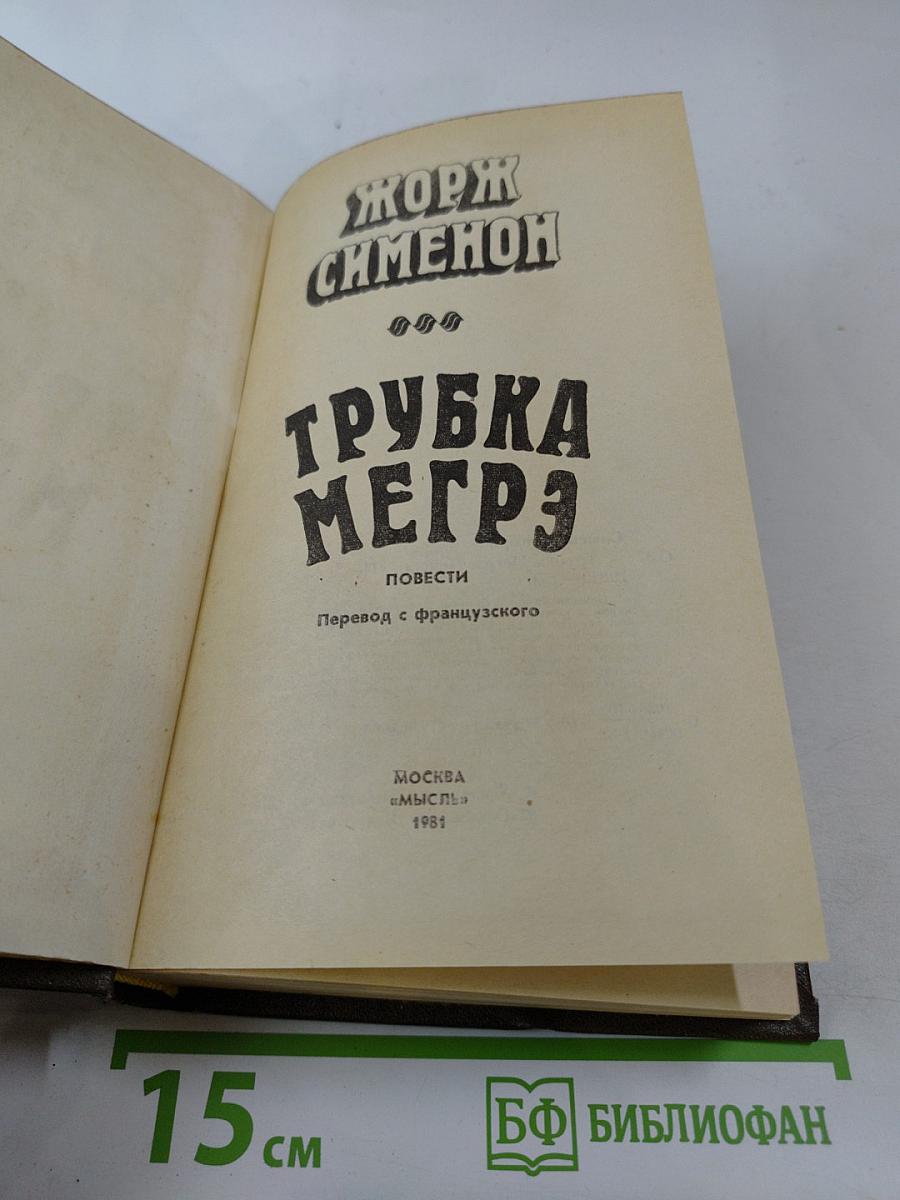 ЖОРЖ
СИМЕНОН
ТРУБКА
МЕГРЭ
ПОВЕСТИ
Перевод с французского
МОСКВА
«МЫСЛЬ»
1981
15 см
БФ БИБЛИОФАН